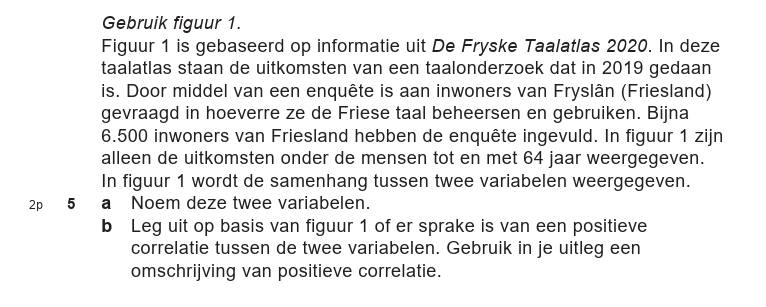 Gebruik figuur 1.
Figuur 1 is gebaseerd op informatie uit De Fryske Taalatlas 2020. In deze
taalatlas staan de uitkomsten van een taalonderzoek dat in 2019 gedaan
is. Door middel van een enquête is aan inwoners van Fryslân (Friesland)
gevraagd in hoeverre ze de Friese taal beheersen en gebruiken. Bijna
6.500 inwoners van Friesland hebben de enquête ingevuld. In figuur 1 zijn
alleen de uitkomsten onder de mensen tot en met 64 jaar weergegeven.
In figuur 1 wordt de samenhang tussen twee variabelen weergegeven.
2p 5 a Noem deze twee variabelen.
b Leg uit op basis van figuur 1 of er sprake is van een positieve
correlatie tussen de twee variabelen. Gebruik in je uitleg een
omschrijving van positieve correlatie.